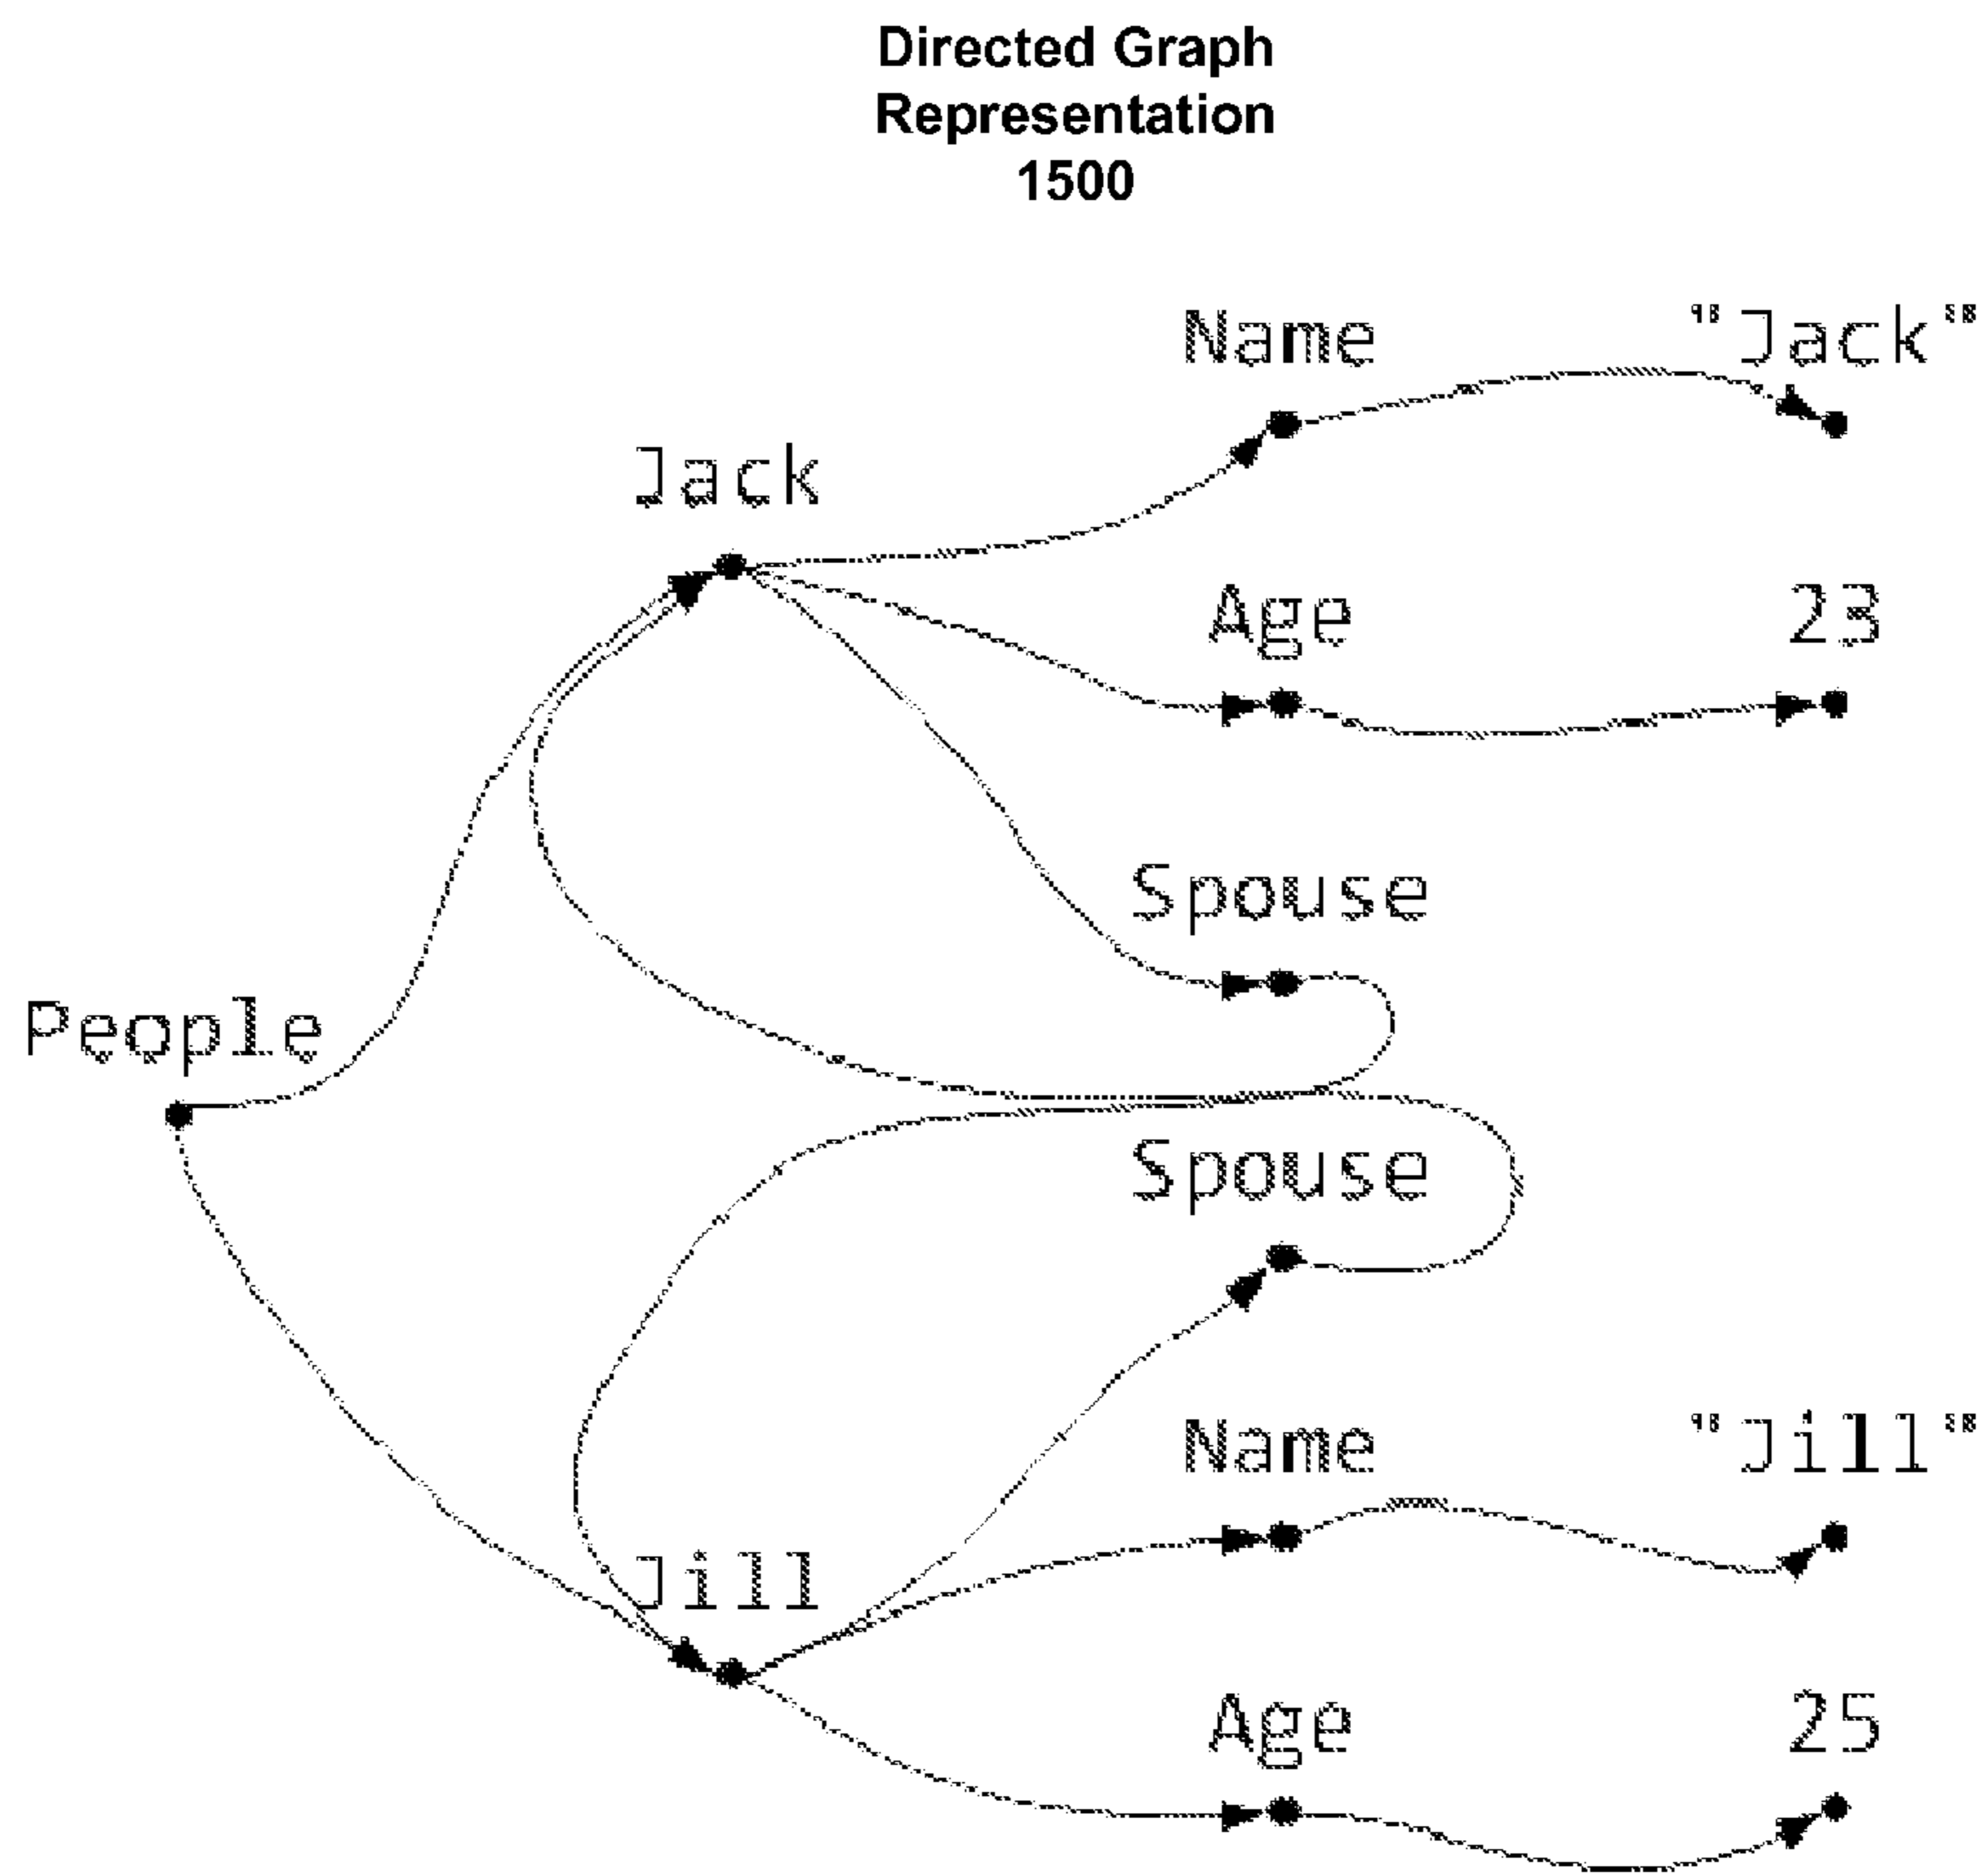 Directed Graph
Representation
1500
Name "Jack"
Jack
Age 23
Spouse
People
Spouse
Name "Jill"
Jill
Age 25